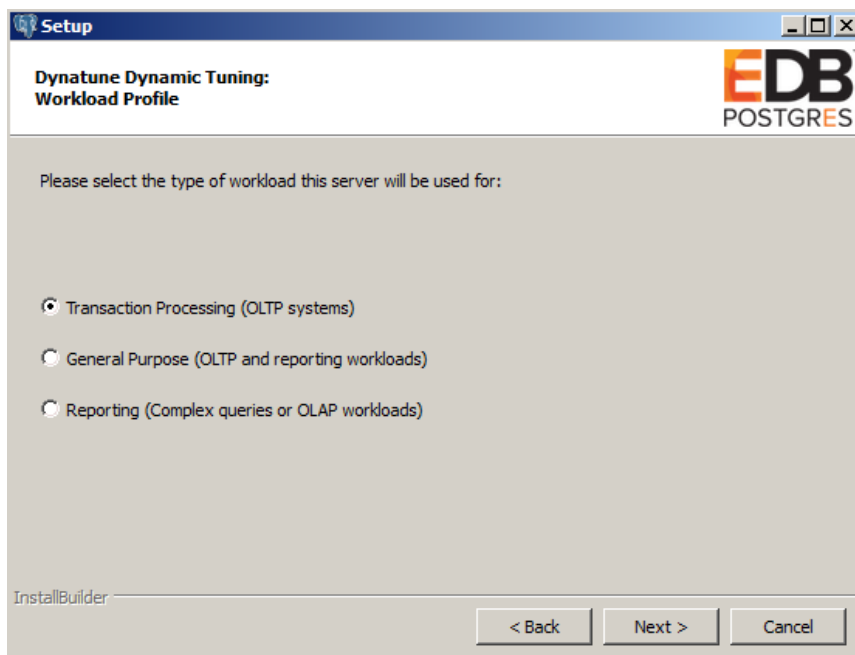 Setup
Dynatune Dynamic Tuning:
Workload Profile
EDB
POSTGRES
Please select the type of workload this server will be used for:
Transaction Processing (OLTP systems)
General Purpose (OLTP and reporting workloads)
Reporting (Complex queries or OLAP workloads)
InstallBuilder
< Back
Next >
Cancel